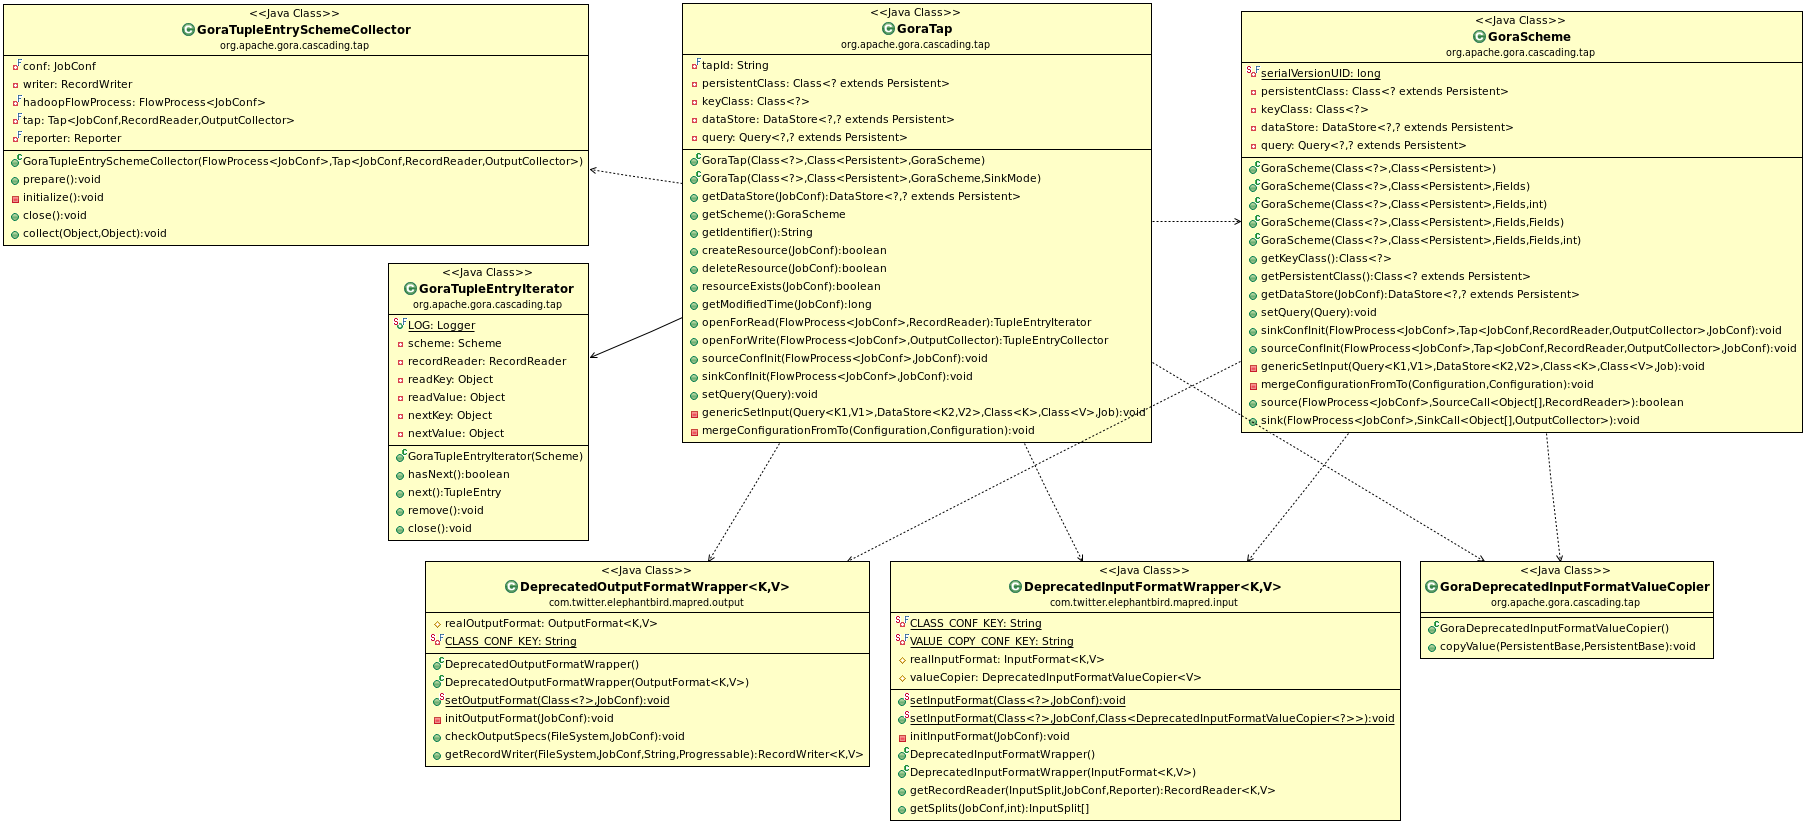 <<Java Class>>
GoraTupleEntrySchemeCollector
org.apache.gora.cascading.tap
conf: JobConf
writer: RecordWriter
hadoopFlowProcess: FlowProcess<JobConf>
tap: Tap<JobConf,RecordReader,OutputCollector>
reporter: Reporter
GoraTupleEntrySchemeCollector(FlowProcess<JobConf>,Tap<JobConf,RecordReader,OutputCollector>)
prepare():void
initialize():void
close():void
collect(Object,Object):void
<<Java Class>>
GoraTap
org.apache.gora.cascading.tap
tapId: String
persistentClass: Class<? extends Persistent>
keyClass: Class<?>
dataStore: DataStore<?,? extends Persistent>
query: Query<?,? extends Persistent>
GoraTap(Class<?>,Class<Persistent>,GoraScheme)
GoraTap(Class<?>,Class<Persistent>,GoraScheme,SinkMode)
getDataStore(JobConf):DataStore<?,? extends Persistent>
getScheme():GoraScheme
getIdentifier():String
createResource(JobConf):boolean
deleteResource(JobConf):boolean
resourceExists(JobConf):boolean
getModifiedTime(JobConf):long
openForRead(FlowProcess<JobConf>,RecordReader):TupleEntryIterator
openForWrite(FlowProcess<JobConf>,OutputCollector):TupleEntryCollector
sourceConfInit(FlowProcess<JobConf>,JobConf):void
sinkConfInit(FlowProcess<JobConf>,JobConf):void
setQuery(Query):void
genericSetInput(Query<K1,V1>,DataStore<K2,V2>,Class<K>,Class<V>,Job):void
mergeConfigurationFromTo(Configuration,Configuration):void
<<Java Class>>
GoraScheme
org.apache.gora.cascading.tap
serialVersionUID: long
persistentClass: Class<? extends Persistent>
keyClass: Class<?>
dataStore: DataStore<?,? extends Persistent>
query: Query<?,? extends Persistent>
GoraScheme(Class<?>,Class<Persistent>)
GoraScheme(Class<?>,Class<Persistent>,Fields)
GoraScheme(Class<?>,Class<Persistent>,Fields,int)
GoraScheme(Class<?>,Class<Persistent>,Fields,Fields)
GoraScheme(Class<?>,Class<Persistent>,Fields,Fields,int)
getKeyClass():Class<?>
getPersistentClass():Class<? extends Persistent>
getDataStore(JobConf):DataStore<?,? extends Persistent>
setQuery(Query):void
sinkConfInit(FlowProcess<JobConf>,Tap<JobConf,RecordReader,OutputCollector>,JobConf):void
sourceConfInit(FlowProcess<JobConf>,Tap<JobConf,RecordReader,OutputCollector>,JobConf):void
genericSetInput(Query<K1,V1>,DataStore<K2,V2>,Class<K>,Class<V>,Job):void
mergeConfigurationFromTo(Configuration,Configuration):void
source(FlowProcess<JobConf>,SourceCall<Object[],RecordReader>):boolean
sink(FlowProcess<JobConf>,SinkCall<Object[],OutputCollector>):void
<<Java Class>>
GoraTupleEntryIterator
org.apache.gora.cascading.tap
LOG: Logger
scheme: Scheme
recordReader: RecordReader
readKey: Object
readValue: Object
nextKey: Object
nextValue: Object
GoraTupleEntryIterator(Scheme)
hasNext():boolean
next():TupleEntry
remove():void
close():void
<<Java Class>>
DeprecatedOutputFormatWrapper<K,V>
com.twitter.elephantbird.mapred.output
realOutputFormat: OutputFormat<K,V>
CLASS_CONF_KEY: String
DeprecatedOutputFormatWrapper()
DeprecatedOutputFormatWrapper(OutputFormat<K,V>)
setOutputFormat(Class<?>,JobConf):void
initOutputFormat(JobConf):void
checkOutputSpecs(FileSystem,JobConf):void
getRecordWriter(FileSystem,JobConf,String,Progressable):RecordWriter<K,V>
<<Java Class>>
DeprecatedInputFormatWrapper<K,V>
com.twitter.elephantbird.mapred.input
CLASS_CONF_KEY: String
VALUE_COPY_CONF_KEY: String
realInputFormat: InputFormat<K,V>
valueCopier: DeprecatedInputFormatValueCopier<V>
setInputFormat(Class<?>,JobConf):void
setInputFormat(Class<?>,JobConf,Class<DeprecatedInputFormatValueCopier<?>>):void
initInputFormat(JobConf):void
DeprecatedInputFormatWrapper()
DeprecatedInputFormatWrapper(InputFormat<K,V>)
getRecordReader(InputSplit,JobConf,Reporter):RecordReader<K,V>
getSplits(JobConf,int):InputSplit[]
<<Java Class>>
GoraDeprecatedInputFormatValueCopier
org.apache.gora.cascading.tap
GoraDeprecatedInputFormatValueCopier()
copyValue(PersistentBase,PersistentBase):void